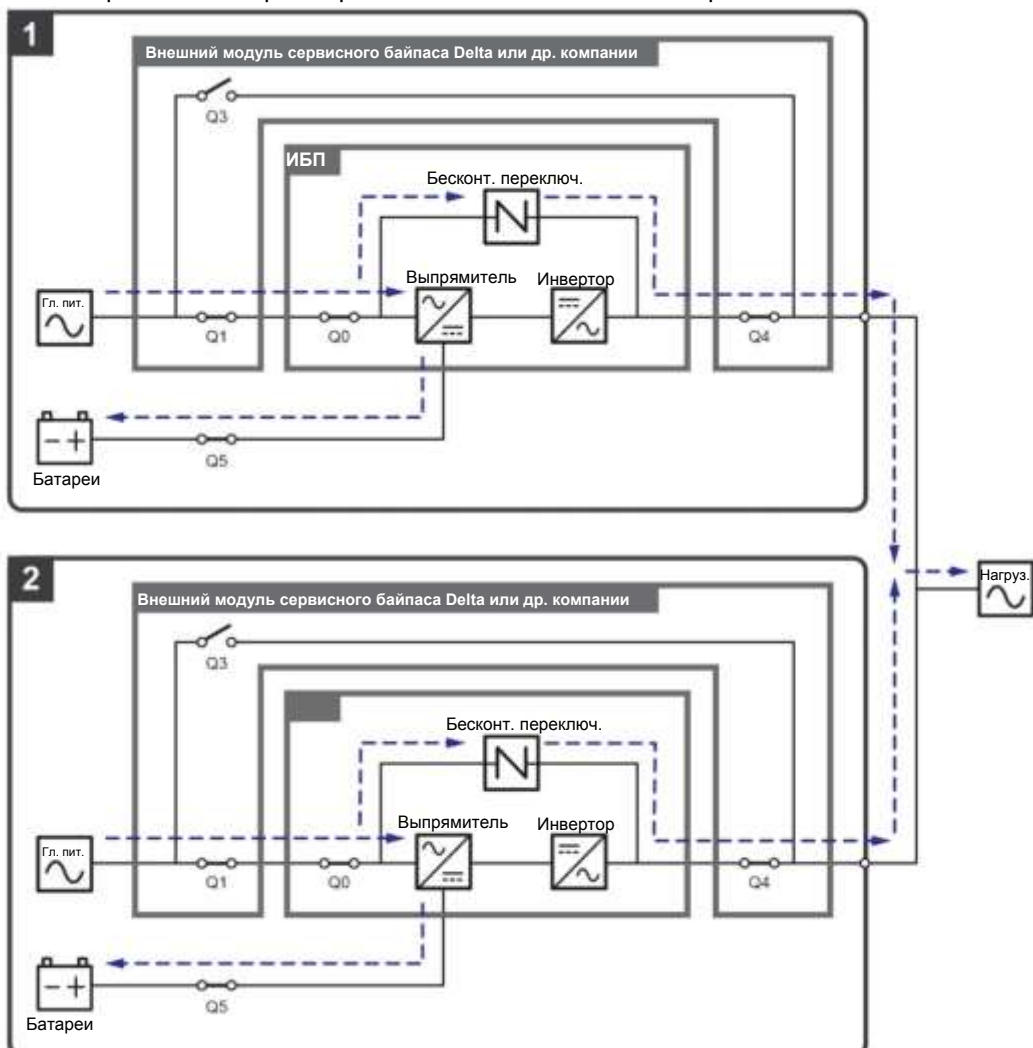 1
Внешний модуль сервисного байпаса Delta или др. компании
Q3
ИБП
Бесконт. переключ.
Гл. пит.
Выпрямитель
Инвертор
Q1
Q0
Q4
Q5
Батареи
Нагруз.
2
Внешний модуль сервисного байпаса Delta или др. компании
Q3
Бесконт. переключ.
Гл. пит.
Выпрямитель
Инвертор
Q1
Q0
Q4
Q5
Батареи